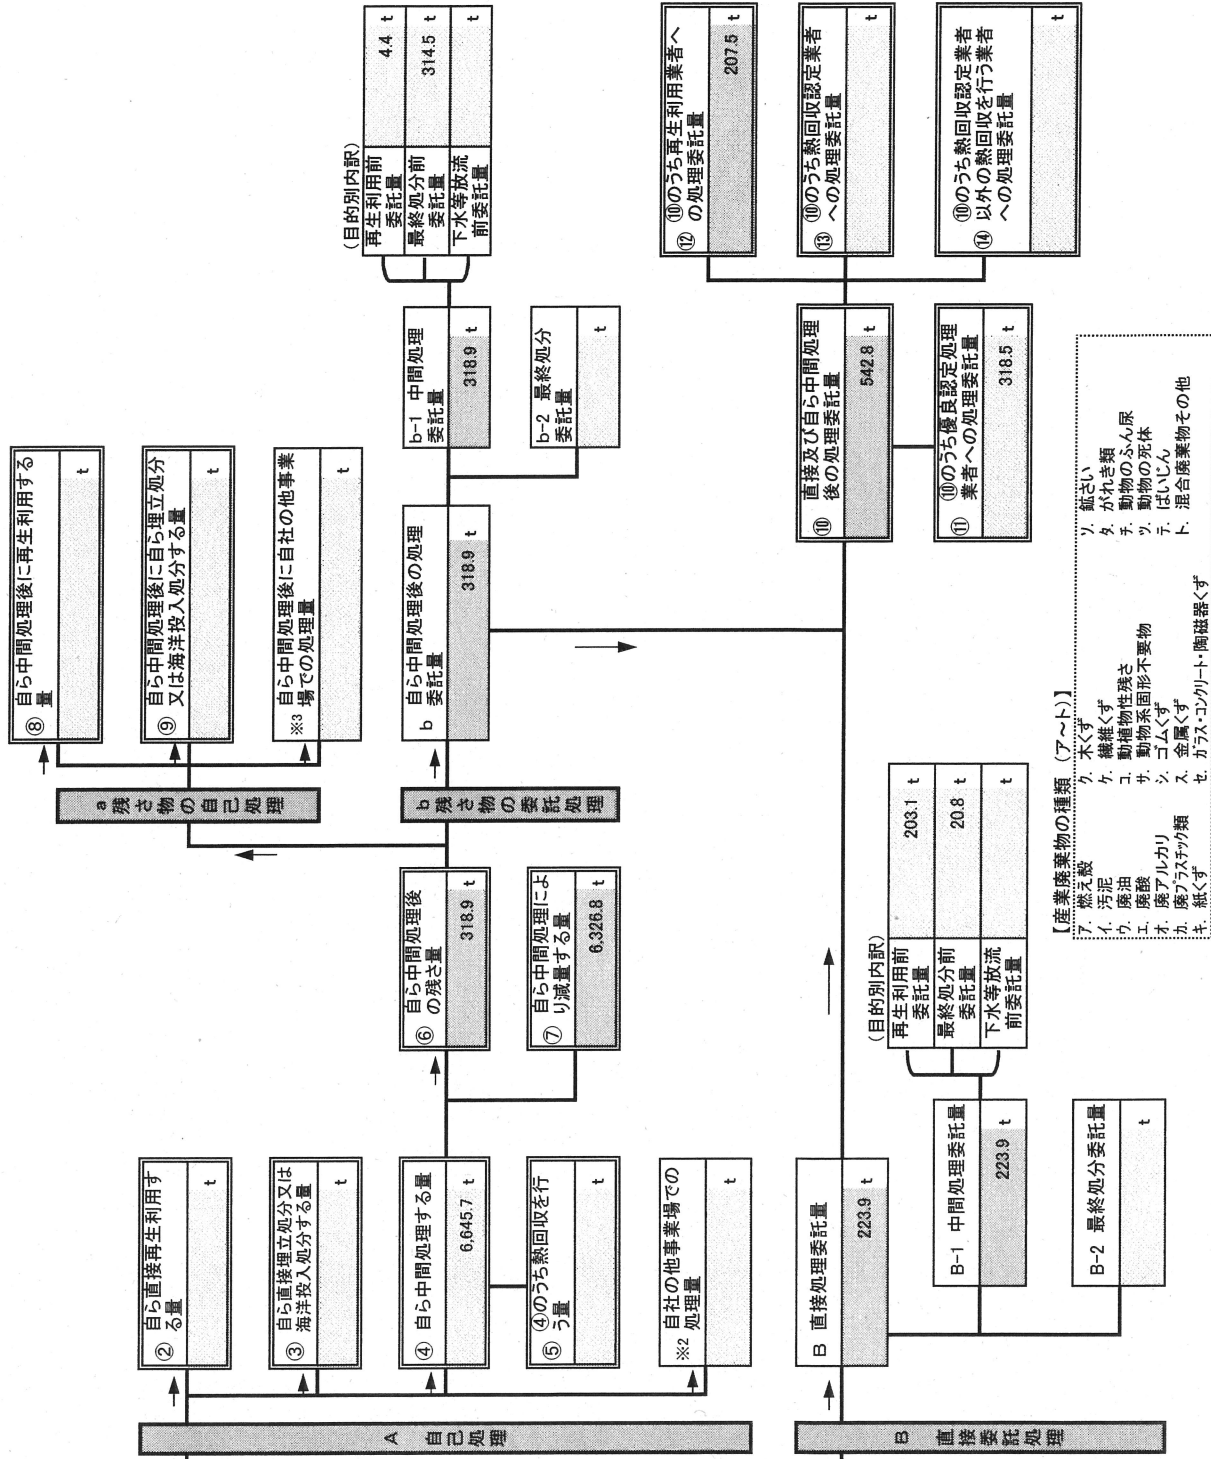 A 自己処理
② 自ら直接再生利用す
る量
t
③ 自ら直接埋立処分又は
海洋投入処分する量
t
④ 自ら中間処理する量
6,645.7 t
⑤ ④のうち熱回収を行
う量
t
※2 自社の他事業場での
処理量
t
⑥ 自ら中間処理後
の残さ量
318.9 t
⑦ 自ら中間処理によ
り減量する量
6,326.8 t
a 残さ物の自己処理
⑧ 自ら中間処理後に再生利用する
量
t
⑨ 自ら中間処理後に自ら埋立処分
又は海洋投入処分する量
t
※3 自ら中間処理後に自社の他事業
場での処理量
t
b 残さ物の委託処理
b 自ら中間処理後の処理
委託量
318.9 t
b-1 中間処理
委託量
318.9 t
b-2 最終処分
委託量
t
(目的別内訳)
再生利用前
委託量
4.4 t
最終処分前
委託量
314.5 t
下水等放流
前委託量
t
B 直接委託処理
B 直接処理委託量
223.9 t
B-1 中間処理委託量
223.9 t
B-2 最終処分委託量
t
(目的別内訳)
再生利用前
委託量
203.1 t
最終処分前
委託量
20.8 t
下水等放流
前委託量
t
⑩ 直接及び自ら中間処理
後の処理委託量
542.8 t
⑪ ⑩のうち優良認定処理
業者への処理委託量
318.5 t
⑫ ⑩のうち再生利用業者へ
の処理委託量
207.5 t
⑬ ⑩のうち熱回収認定業者
への処理委託量
t
⑭ ⑩のうち熱回収認定業者
以外の熱回収を行う業者
への処理委託量
t
【産業廃棄物の種類 (ア~ト)】
ア. 燃え殻
イ. 汚泥
ウ. 廃油
エ. 廃酸
オ. 廃アルカリ
カ. 廃プラスチック類
キ. 紙くず
ク. 木くず
ケ. 繊維くず
コ. 動植物性残さ
サ. 動物系固形不要物
シ. ゴムくず
ス. 金属くず
セ. ガラス・コンクリート・陶磁器くず
ソ. 鉱さい
タ. がれき類
チ. 動物のふん尿
ツ. 動物の死体
テ. ばいじん
ト. 混合廃棄物その他